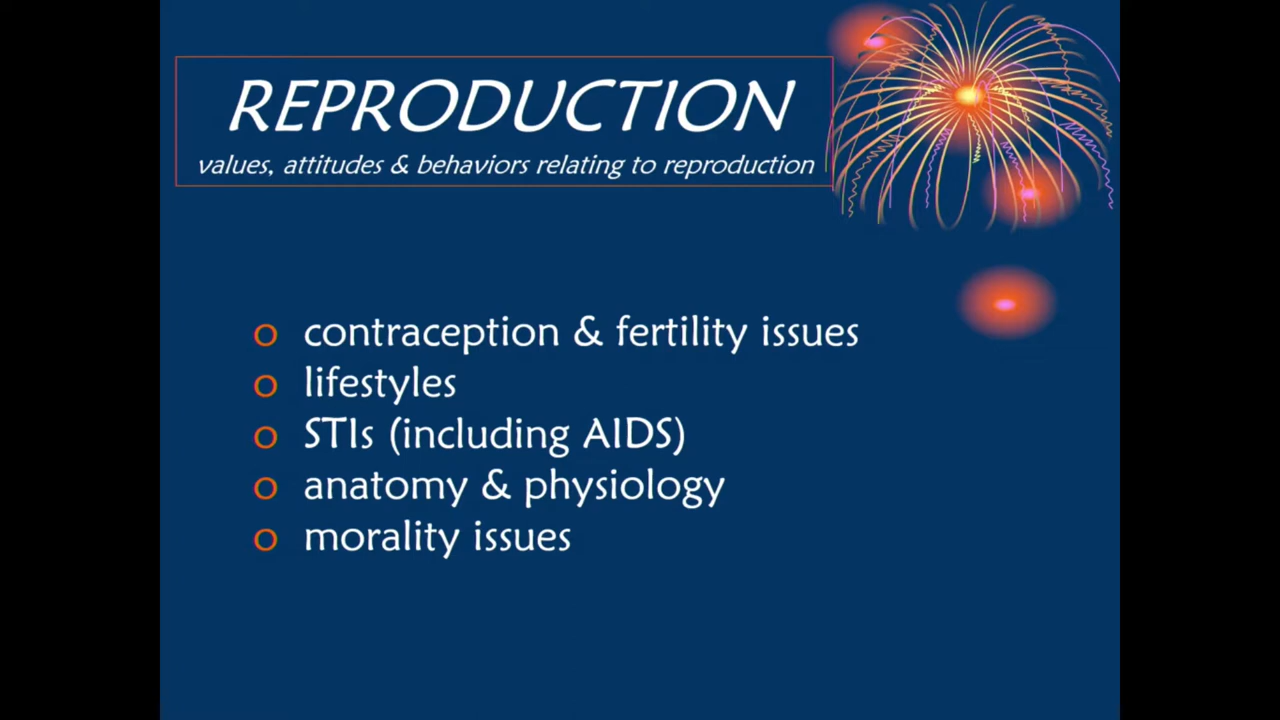 REPRODUCTION
values, attitudes & behaviors relating to reproduction
o contraception & fertility issues
o lifestyles
o STIs (including AIDS)
o anatomy & physiology
o morality issues